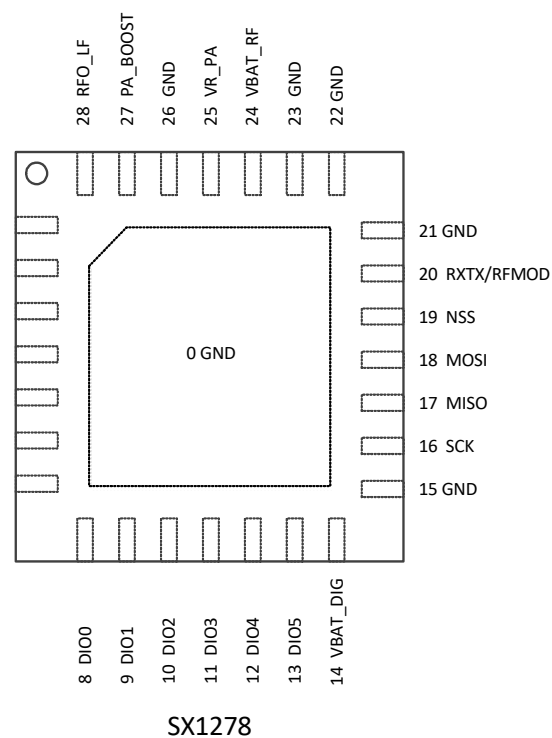 28 RFO_LF
27 PA_BOOST
26 GND
25 VR_PA
24 VBAT_RF
23 GND
22 GND
21 GND
20 RXTX/RFMOD
19 NSS
18 MOSI
17 MISO
16 SCK
15 GND
0 GND
8 DIO0
9 DIO1
10 DIO2
11 DIO3
12 DIO4
13 DIO5
14 VBAT_DIG
SX1278